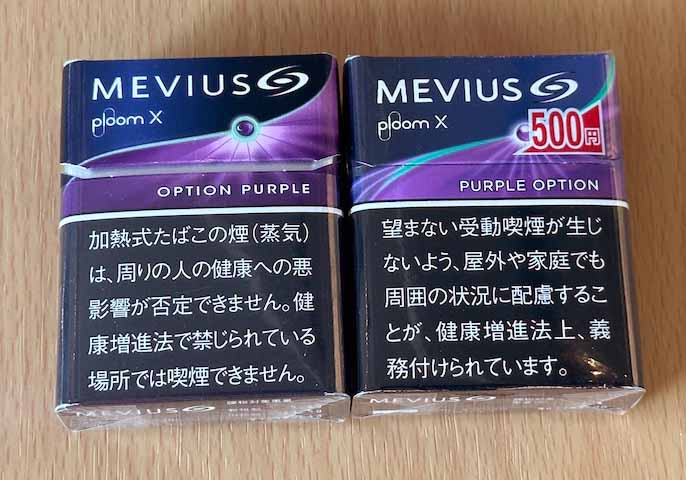 MEVIUS
ploom X
OPTION PURPLE
加熱式たばこの煙(蒸気)
は、周りの人の健康への悪
影響が否定できません。健
康増進法で禁じられている
場所では喫煙できません。
MEVIUS
MEVIUS
ploom X
500円
PURPLE OPTION
望まない受動喫煙が生じ
ないよう、屋外や家庭でも
周囲の状況に配慮するこ
とが、健康増進法上、義
務付けられています。
MEVIUS